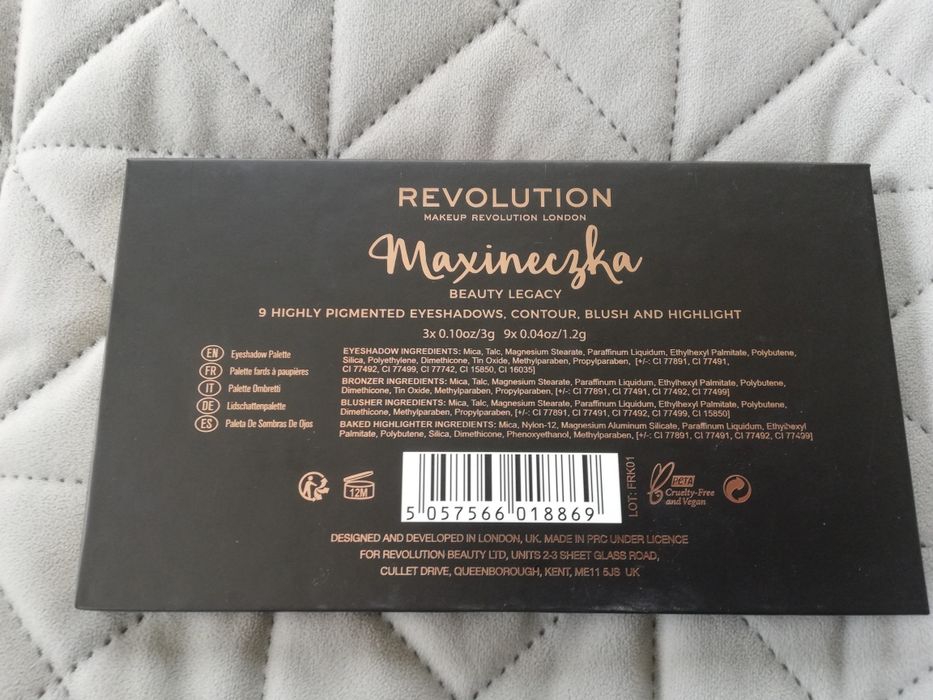 REVOLUTION
MAKEUP REVOLUTION LONDON
Maxineczka
BEAUTY LEGACY
9 HIGHLY PIGMENTED EYESHADOWS, CONTOUR, BLUSH AND HIGHLIGHT
3x 0.10oz/3g 9x 0.04oz/1.2g
EN Eyeshadow Palette
FR Palette fards à paupières
IT Palette Ombretti
DE Lidschattenpalette
ES Paleta De Sombras De Ojos
EYESHADOW INGREDIENTS: Mica, Talc, Magnesium Stearate, Paraffinum Liquidum, Ethylhexyl Palmitate, Polybutene,
Silica, Polyethylene, Dimethicone, Tin Oxide, Methylparaben, Propylparaben, [+/-: CI 77891, CI 77491,
CI 77492, CI 77499, CI 77742, CI 15850, CI 16035]
BRONZER INGREDIENTS: Mica, Talc, Magnesium Stearate, Paraffinum Liquidum, Ethylhexyl Palmitate, Polybutene,
Dimethicone, Tin Oxide, Methylparaben, Propylparaben, [+/-: CI 77891, CI 77491, CI 77492, CI 77499]
BLUSHER INGREDIENTS: Mica, Talc, Magnesium Stearate, Paraffinum Liquidum, Ethylhexyl Palmitate, Polybutene,
Dimethicone, Methylparaben, Propylparaben, [+/-: CI 77891, CI 77491, CI 77492, CI 77499, CI 15850]
BAKED HIGHLIGHTER INGREDIENTS: Mica, Nylon-12, Magnesium Aluminum Silicate, Paraffinum Liquidum, Ethylhexyl
Palmitate, Polybutene, Silica, Dimethicone, Phenoxyethanol, Methylparaben, [+/-: CI 77891, CI 77491, CI 77492, CI 77499]
12M
5 057566 018869
LOT: FRK01
PETA
Cruelty-Free
and Vegan
DESIGNED AND DEVELOPED IN LONDON, UK. MADE IN PRC UNDER LICENCE
FOR REVOLUTION BEAUTY LTD, UNITS 2-3 SHEET GLASS ROAD,
CULLET DRIVE, QUEENBOROUGH, KENT, ME11 5JS UK